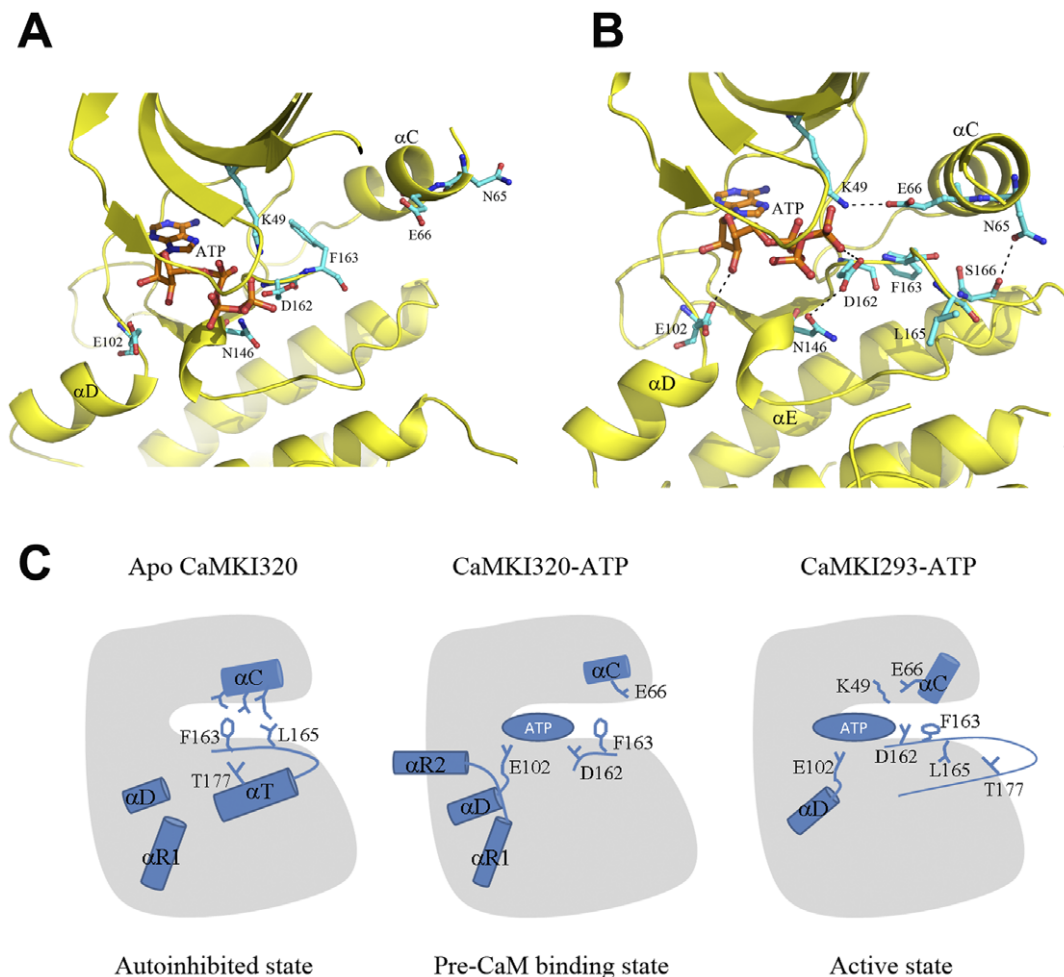 A
B
αC
N65
E66
K49
ATP
F163
D162
E102
N146
αD
αC
K49
E66
N65
ATP
S166
D162
F163
E102
L165
N146
αD
αE
C
Apo CaMKI320
CaMKI320-ATP
CaMKI293-ATP
αC
F163
L165
T177
αT
αD
αR1
Autoinhibited state
αC
E66
ATP
F163
αR2
E102
D162
αD
αR1
Pre-CaM binding state
E66
K49
αC
ATP
F163
D162
E102
L165
T177
αD
Active state